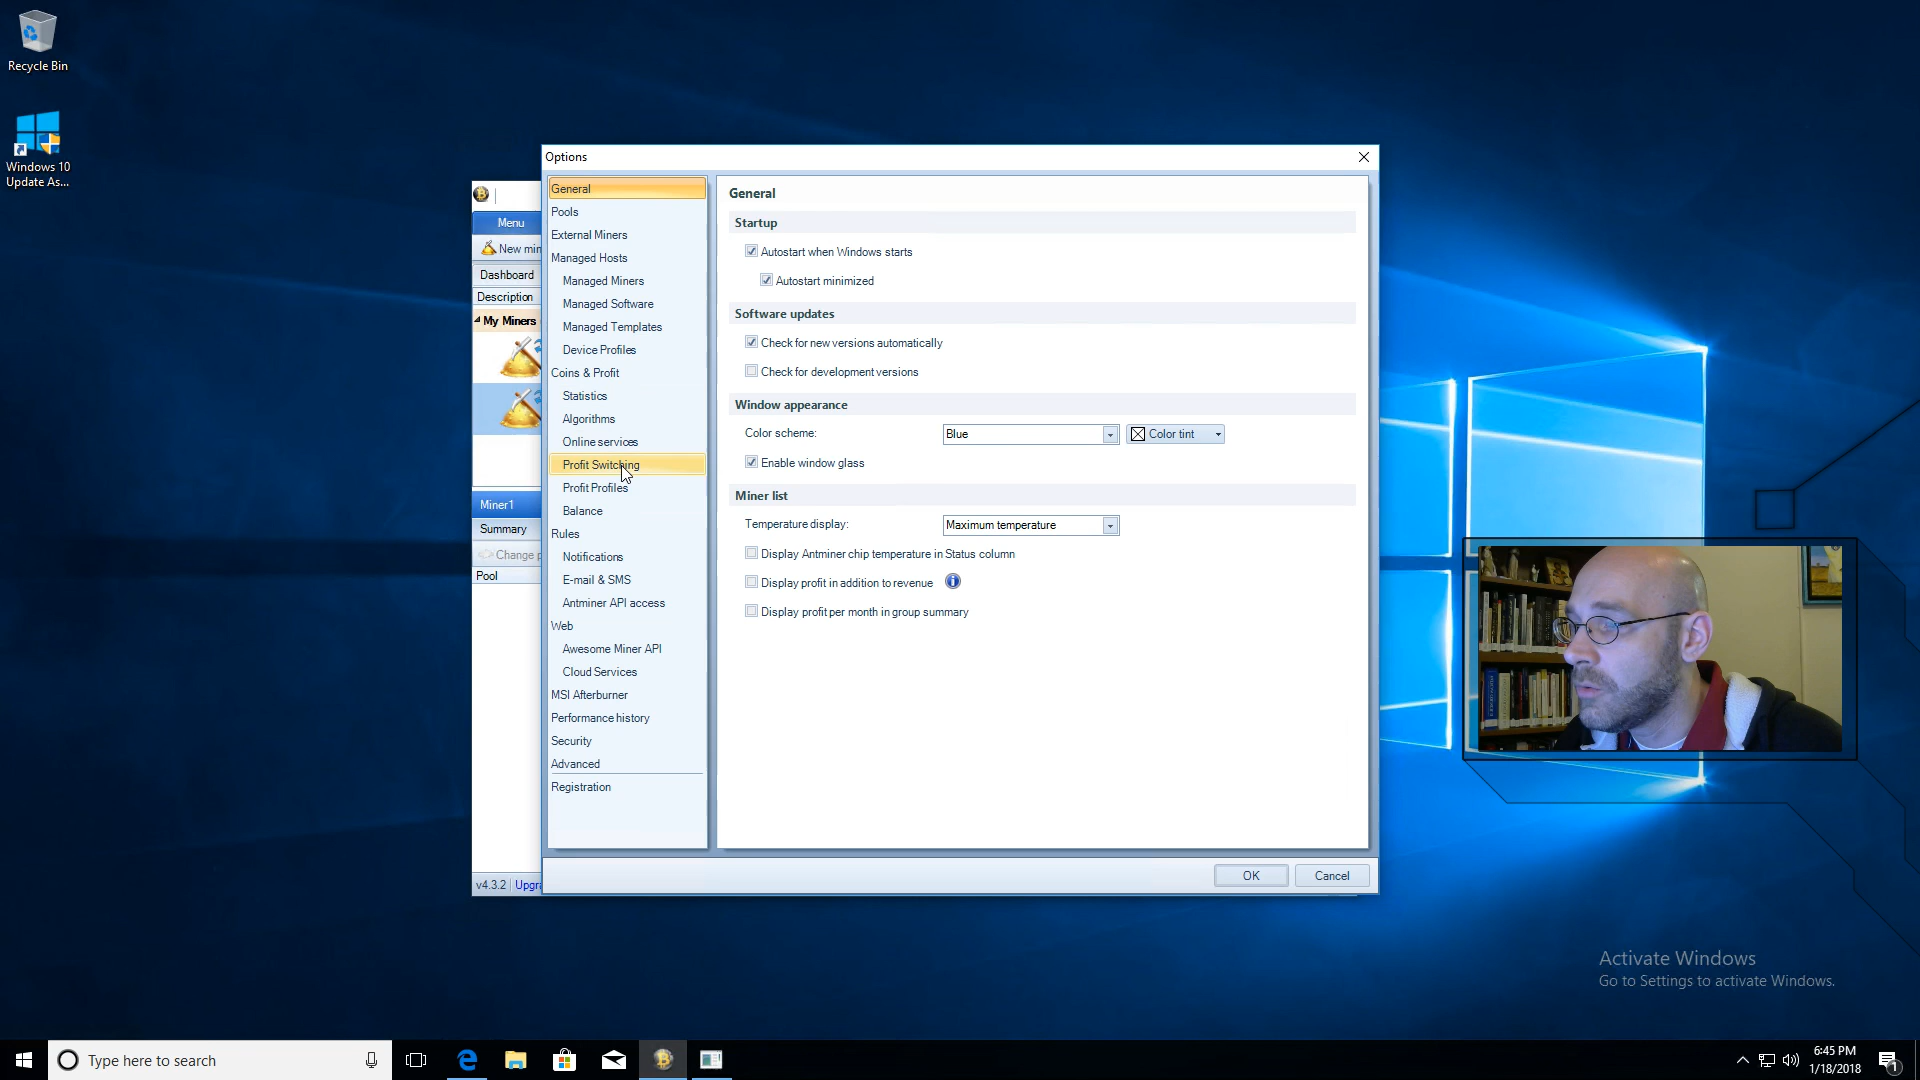 Recycle Bin
Windows 10
Update As...
Options
General
Pools
External Miners
Managed Hosts
Managed Miners
Managed Software
Managed Templates
Device Profiles
Coins & Profit
Statistics
Algorithms
Online services
Profit Switching
Profit Profiles
Balance
Rules
Notifications
E-mail & SMS
Antminer API access
Web
Awesome Miner API
Cloud Services
MSI Afterburner
Performance history
Security
Advanced
Registration
General
Startup
Autostart when Windows starts
Autostart minimized
Software updates
Check for new versions automatically
Check for development versions
Window appearance
Color scheme: Blue Color tint
Enable window glass
Miner list
Temperature display: Maximum temperature
Display Antminer chip temperature in Status column
Display profit in addition to revenue
Display profit per month in group summary
OK Cancel
Menu
New min
Dashboard
Description
My Miners
Miner1
Summary
Change p
Pool
v4.3.2 Upgr
Activate Windows
Go to Settings to activate Windows.
Type here to search
6:45 PM
1/18/2018
1